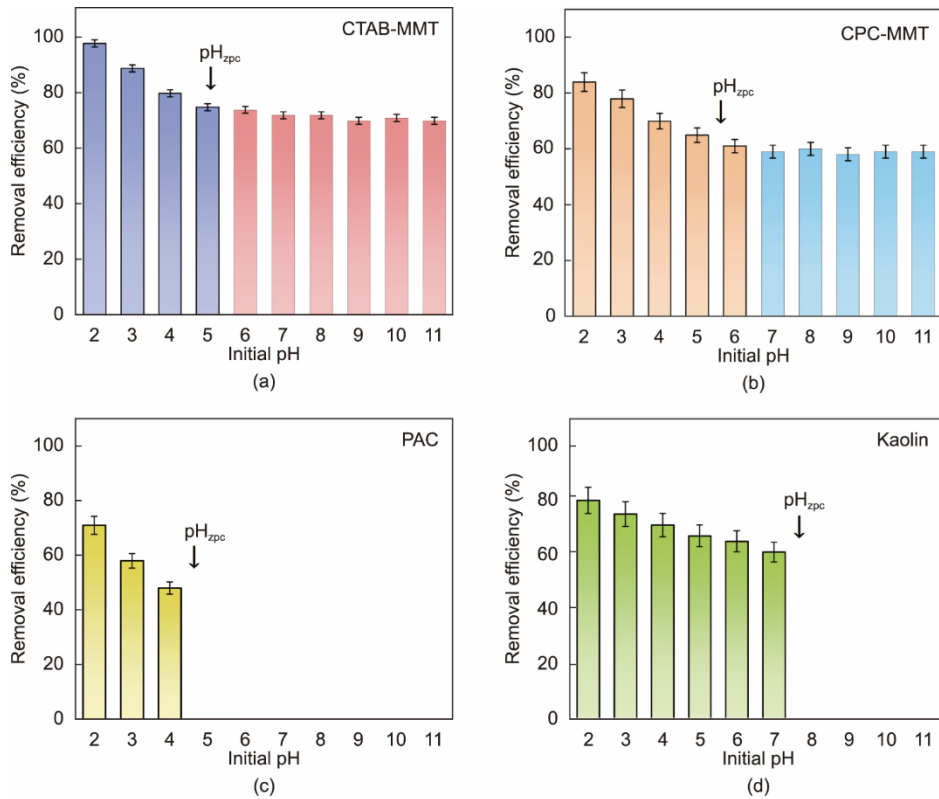 CTAB-MMT
pHzpc
Removal efficiency (%)
100
80
60
40
20
0
2 3 4 5 6 7 8 9 10 11
Initial pH
(a)
CPC-MMT
pHzpc
Removal efficiency (%)
100
80
60
40
20
0
2 3 4 5 6 7 8 9 10 11
Initial pH
(b)
PAC
pHzpc
Removal efficiency (%)
100
80
60
40
20
0
2 3 4 5 6 7 8 9 10 11
Initial pH
(c)
Kaolin
pHzpc
Removal efficiency (%)
100
80
60
40
20
0
2 3 4 5 6 7 8 9 10 11
Initial pH
(d)